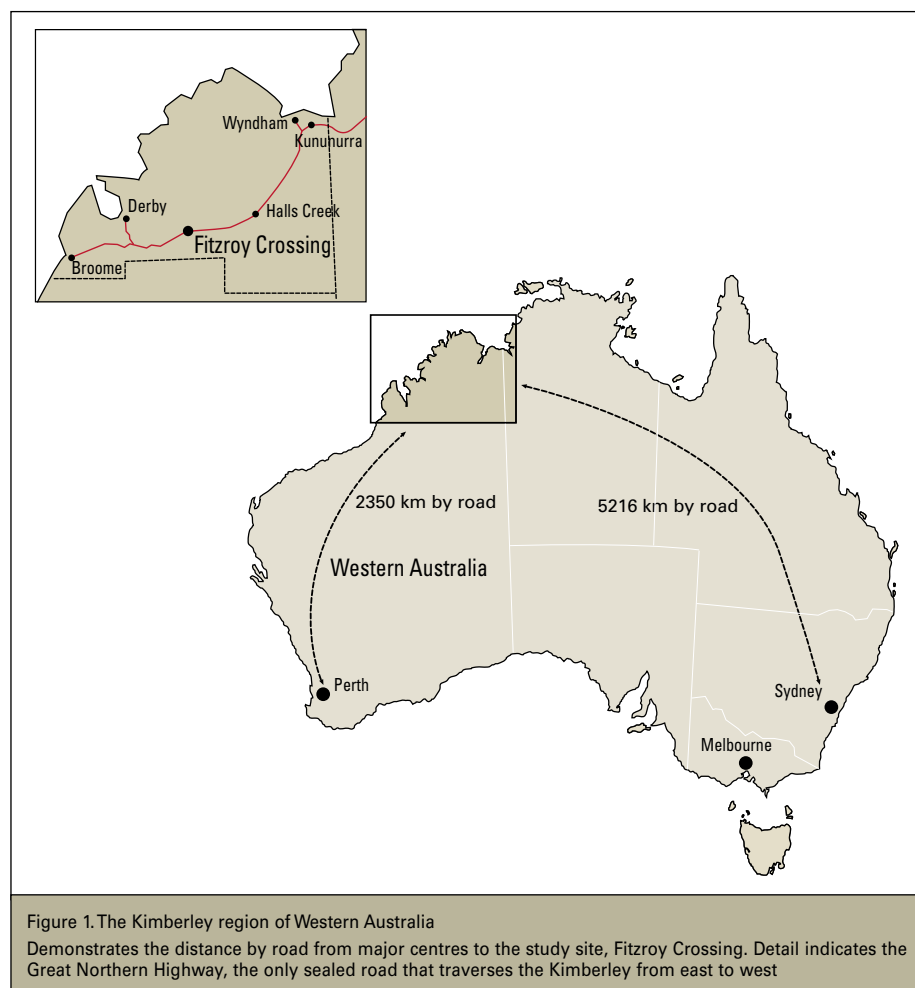 Wyndham
Kununurra
Derby
Halls Creek
Fitzroy Crossing
Broome
2350 km by road
5216 km by road
Western Australia
Perth
Sydney
Melbourne
Figure 1. The Kimberley region of Western Australia
Demonstrates the distance by road from major centres to the study site, Fitzroy Crossing. Detail indicates the
Great Northern Highway, the only sealed road that traverses the Kimberley from east to west